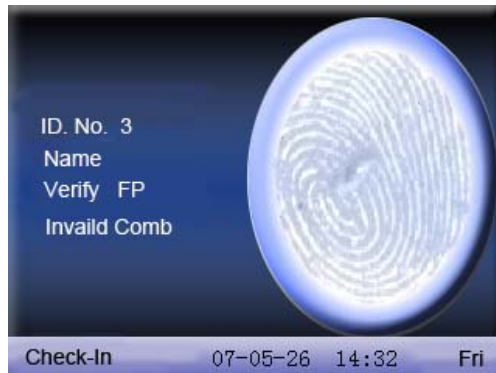 ID. No. 3
Name
Verify FP
Invaild Comb
Check-In 07-05-26 14:32 Fri